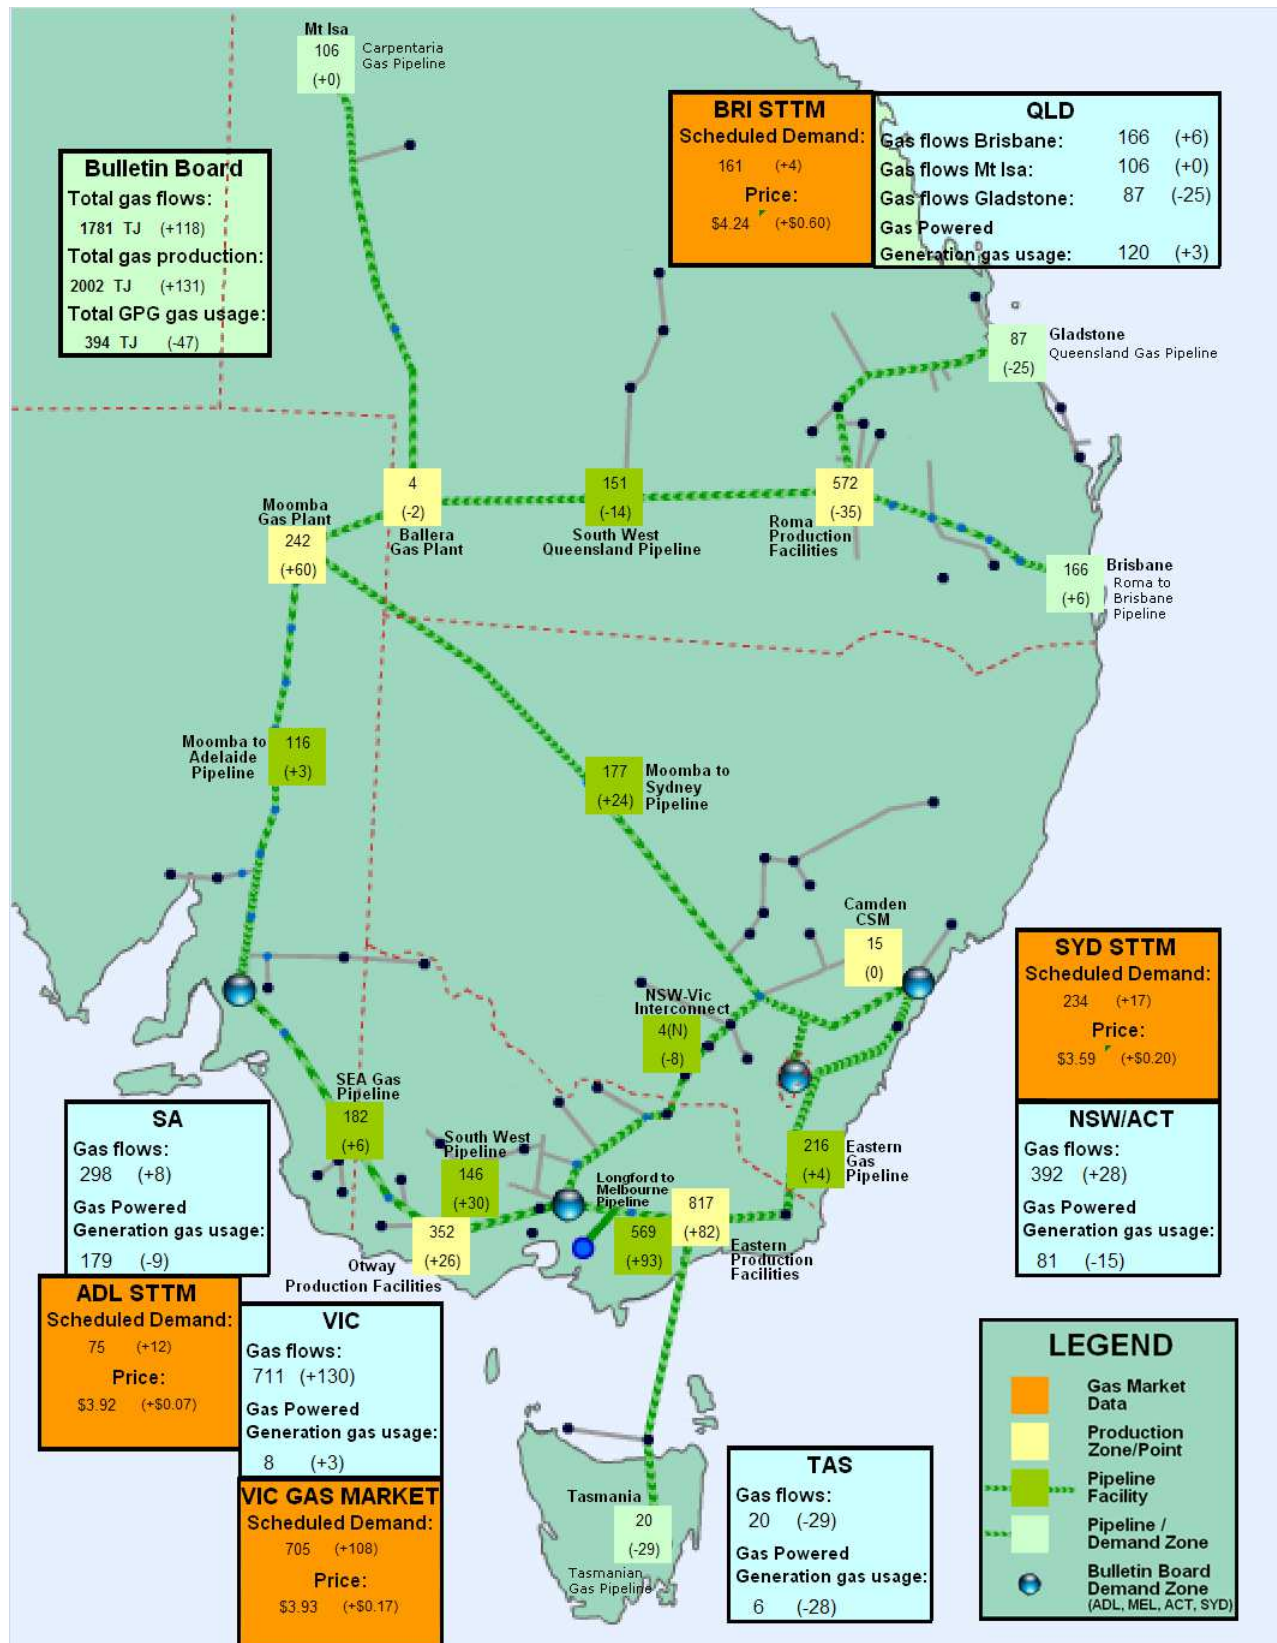 Mt Isa
106
(+0)
Carpentaria
Gas Pipeline
Bulletin Board
Total gas flows:
1781 TJ (+118)
Total gas production:
2002 TJ (+131)
Total GPG gas usage:
394 TJ (-47)
BRI STTM
Scheduled Demand:
161 (+4)
Price:
$4.24 (+$0.60)
QLD
Gas flows Brisbane: 166 (+6)
Gas flows Mt Isa: 106 (+0)
Gas flows Gladstone: 87 (-25)
Gas Powered
Generation gas usage: 120 (+3)
87
(-25)
Gladstone
Queensland Gas Pipeline
4
(-2)
Ballera
Gas Plant
151
(-14)
South West
Queensland Pipeline
572
(-35)
Roma
Production
Facilities
Moomba
Gas Plant
242
(+60)
166
(+6)
Brisbane
Roma to
Brisbane
Pipeline
Moomba to
Adelaide
Pipeline
116
(+3)
177
(+24)
Moomba to
Sydney
Pipeline
Camden
CSM
15
(0)
NSW-Vic
Interconnect
4(N)
(-8)
SYD STTM
Scheduled Demand:
234 (+17)
Price:
$3.59 (+$0.20)
NSW/ACT
Gas flows:
392 (+28)
Gas Powered
Generation gas usage:
81 (-15)
SEA Gas
Pipeline
182
(+6)
South West
Pipeline
146
(+30)
Longford to
Melbourne
Pipeline
569
(+93)
817
(+82)
Eastern
Production
Facilities
216
(+4)
Eastern
Gas
Pipeline
352
(+26)
Otway
Production Facilities
SA
Gas flows:
298 (+8)
Gas Powered
Generation gas usage:
179 (-9)
ADL STTM
Scheduled Demand:
75 (+12)
Price:
$3.92 (+$0.07)
VIC
Gas flows:
711 (+130)
Gas Powered
Generation gas usage:
8 (+3)
VIC GAS MARKET
Scheduled Demand:
705 (+108)
Price:
$3.93 (+$0.17)
Tasmania
20
(-29)
Tasmanian
Gas Pipeline
TAS
Gas flows:
20 (-29)
Gas Powered
Generation gas usage:
6 (-28)
LEGEND
Gas Market
Data
Production
Zone/Point
Pipeline
Facility
Pipeline /
Demand Zone
Bulletin Board
Demand Zone
(ADL, MEL, ACT, SYD)